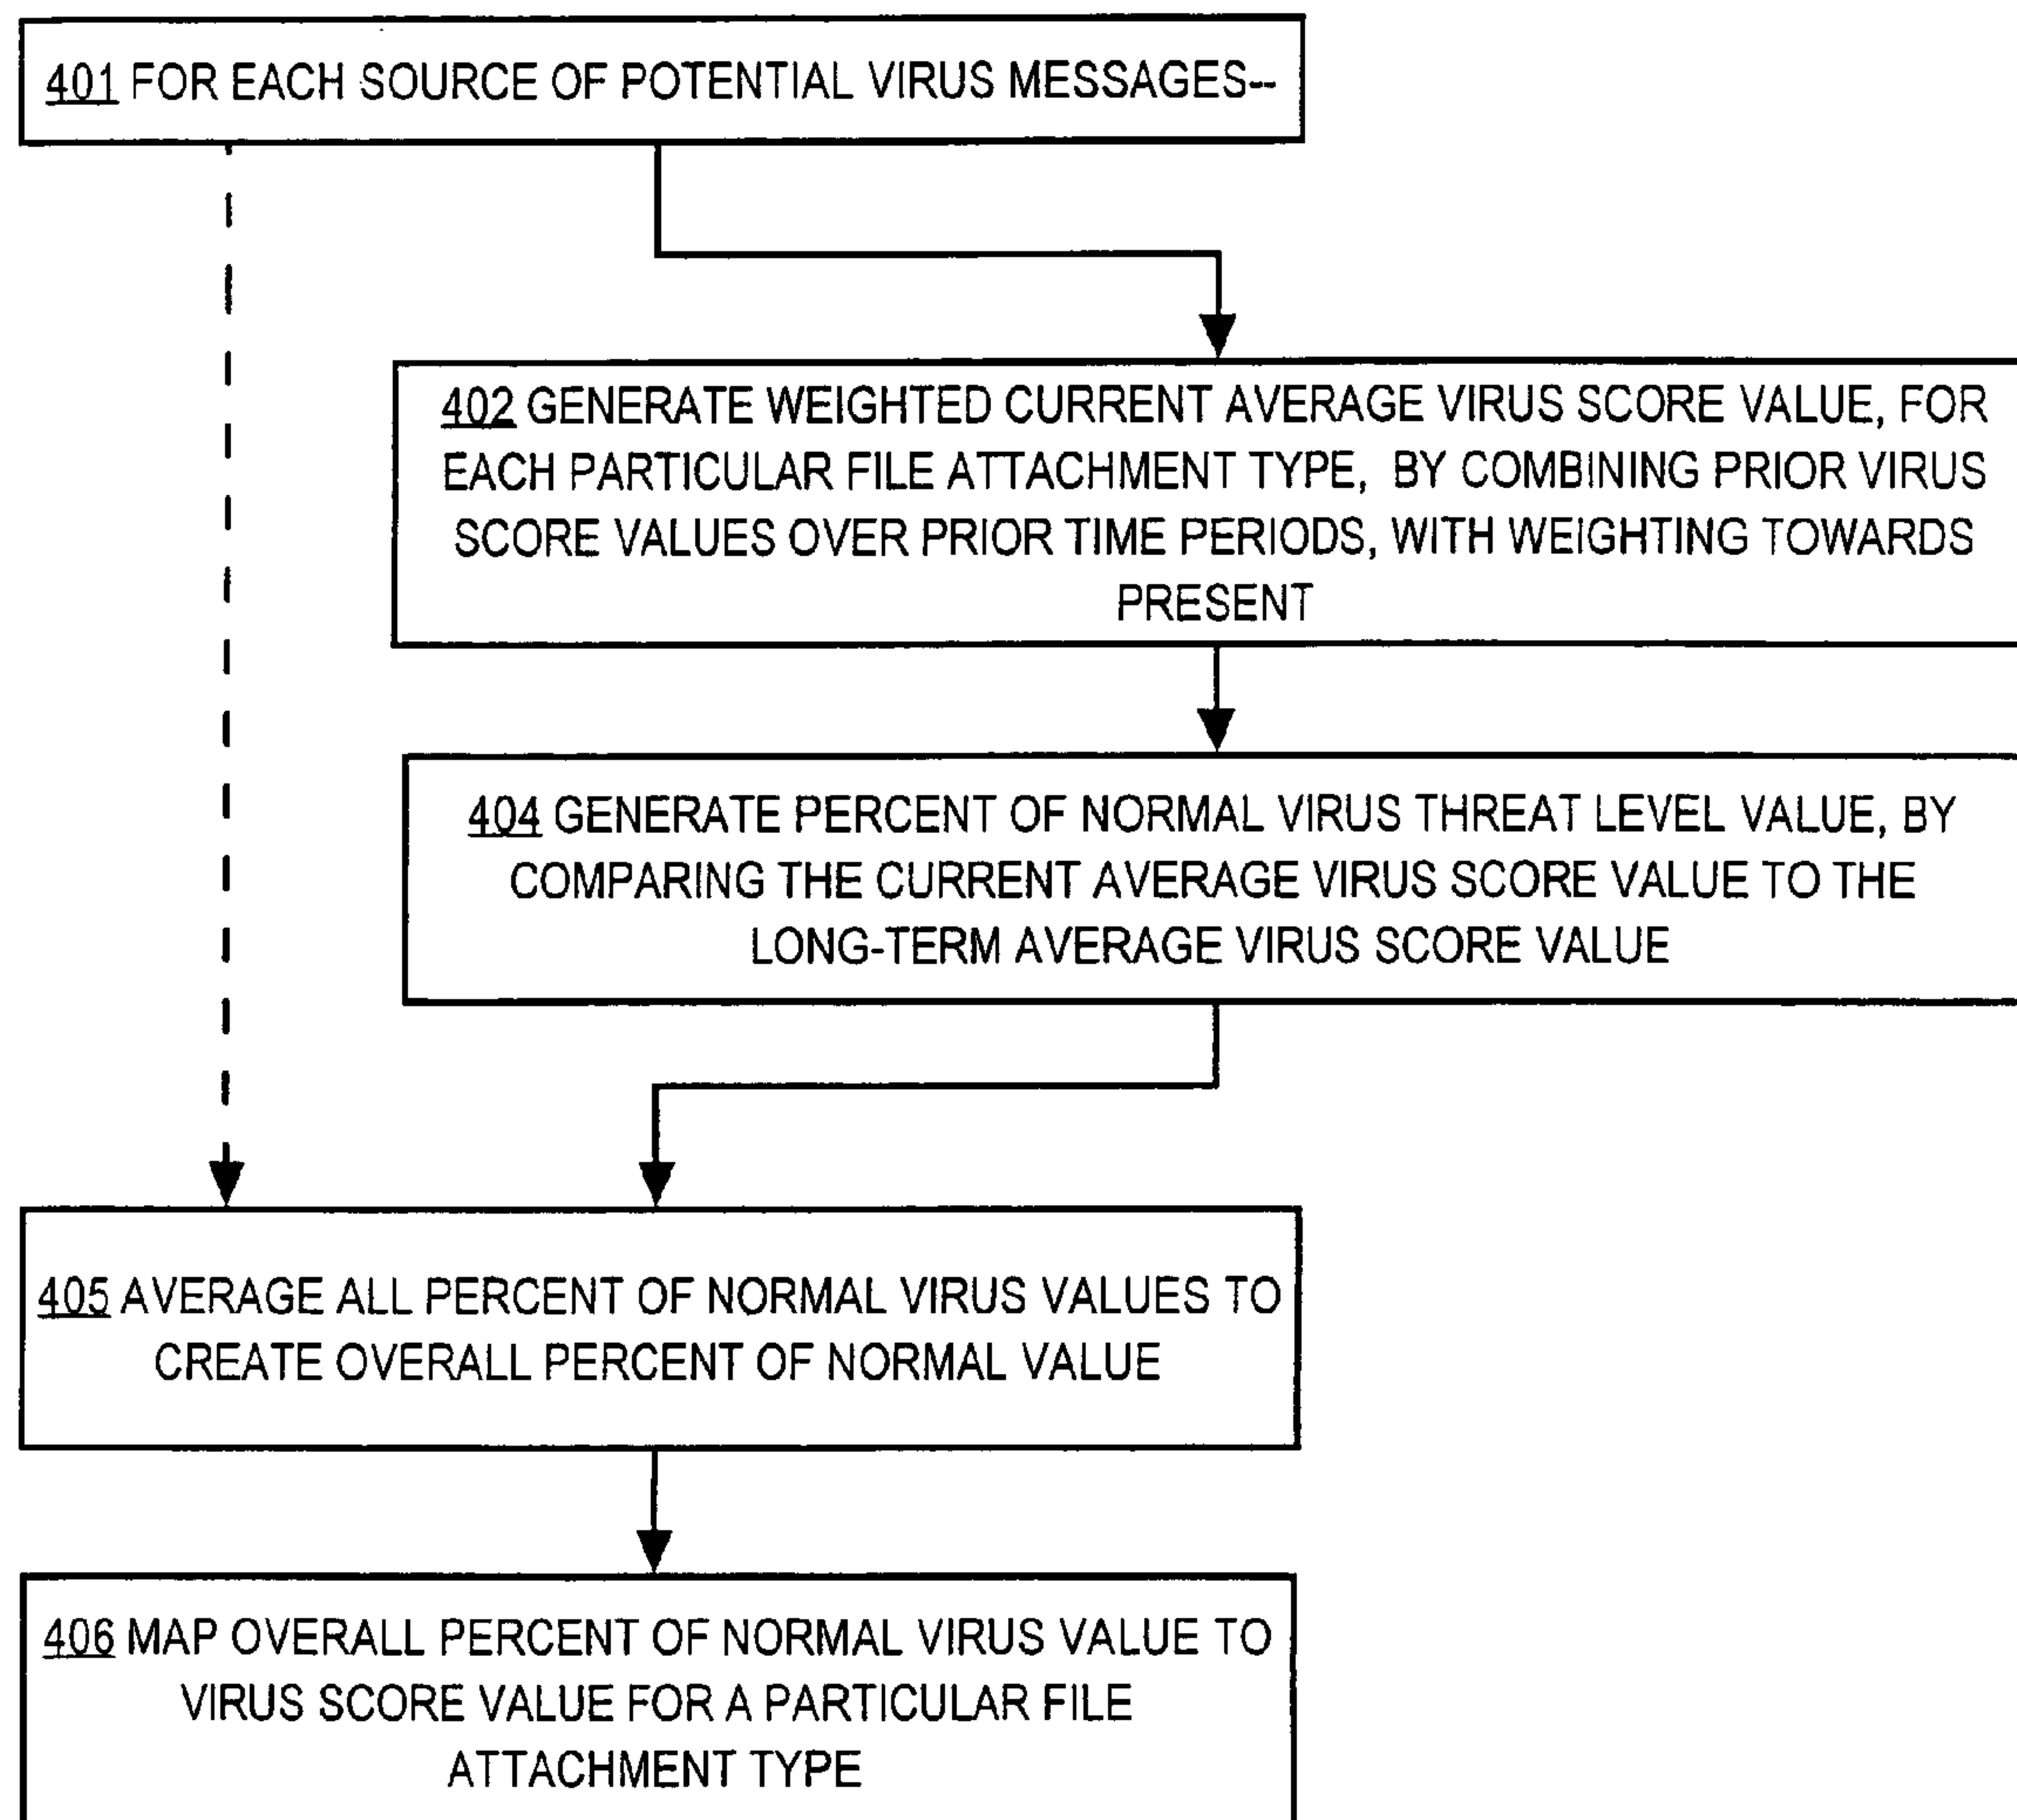 401 FOR EACH SOURCE OF POTENTIAL VIRUS MESSAGES--
402 GENERATE WEIGHTED CURRENT AVERAGE VIRUS SCORE VALUE, FOR
EACH PARTICULAR FILE ATTACHMENT TYPE, BY COMBINING PRIOR VIRUS
SCORE VALUES OVER PRIOR TIME PERIODS, WITH WEIGHTING TOWARDS
PRESENT
404 GENERATE PERCENT OF NORMAL VIRUS THREAT LEVEL VALUE, BY
COMPARING THE CURRENT AVERAGE VIRUS SCORE VALUE TO THE
LONG-TERM AVERAGE VIRUS SCORE VALUE
405 AVERAGE ALL PERCENT OF NORMAL VIRUS VALUES TO
CREATE OVERALL PERCENT OF NORMAL VALUE
406 MAP OVERALL PERCENT OF NORMAL VIRUS VALUE TO
VIRUS SCORE VALUE FOR A PARTICULAR FILE
ATTACHMENT TYPE